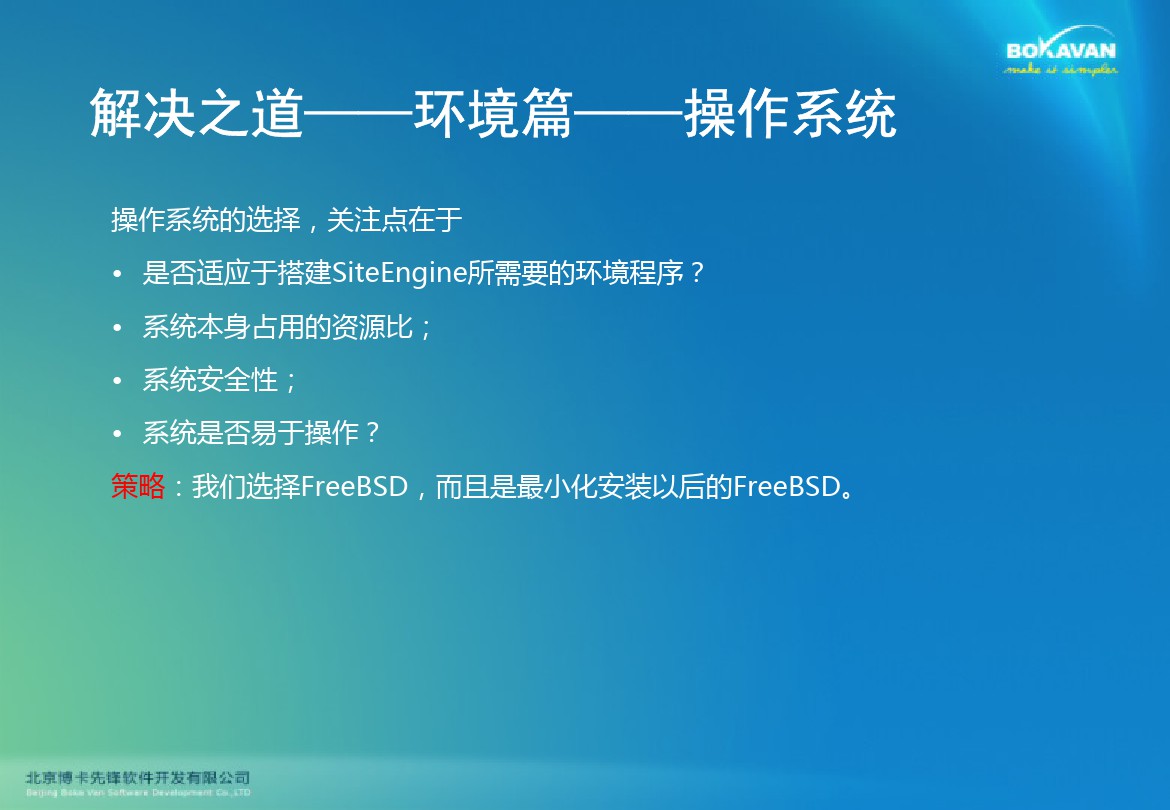 BOKAVAN
make it simpler
解决之道——环境篇——操作系统
操作系统的选择，关注点在于
• 是否适应于搭建SiteEngine所需要的环境程序？
• 系统本身占用的资源比；
• 系统安全性；
• 系统是否易于操作？
策略：我们选择FreeBSD，而且是最小化安装以后的FreeBSD。
北京博卡先锋软件开发有限公司
Beijing Boka Van Software Development Co.,LTD